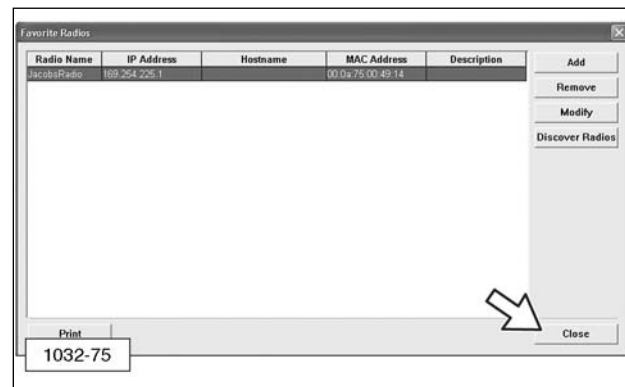 Favorite Radios
Radio Name IP Address Hostname MAC Address Description
JacobsRadio 169.254.225.1 00:0a:75:00:49:14
Add
Remove
Modify
Discover Radios
Print Close
1032-75